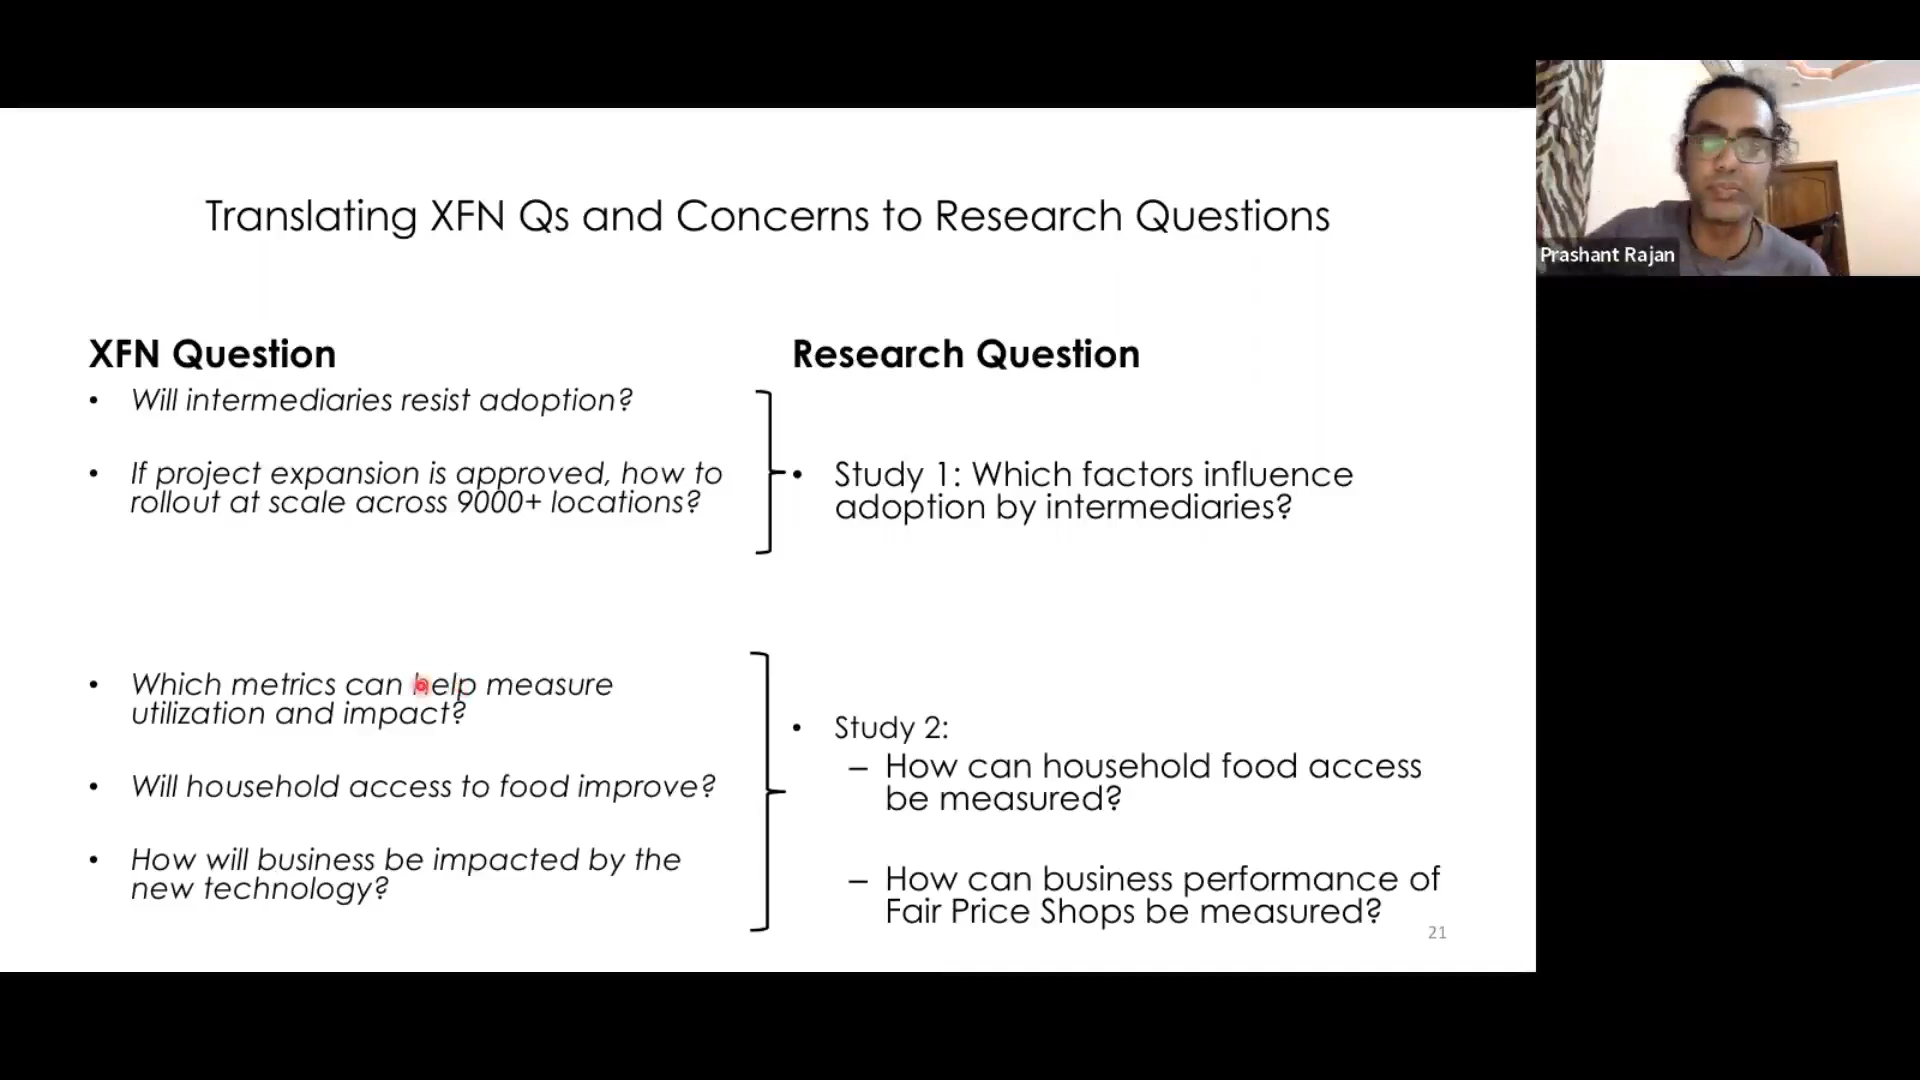 Translating XFN Qs and Concerns to Research Questions
XFN Question
• Will intermediaries resist adoption?
• If project expansion is approved, how to
rollout at scale across 9000+ locations?
• Which metrics can help measure
utilization and impact?
• Will household access to food improve?
• How will business be impacted by the
new technology?
Research Question
• Study 1: Which factors influence
adoption by intermediaries?
• Study 2:
– How can household food access
be measured?
– How can business performance of
Fair Price Shops be measured?
21
Prashant Rajan